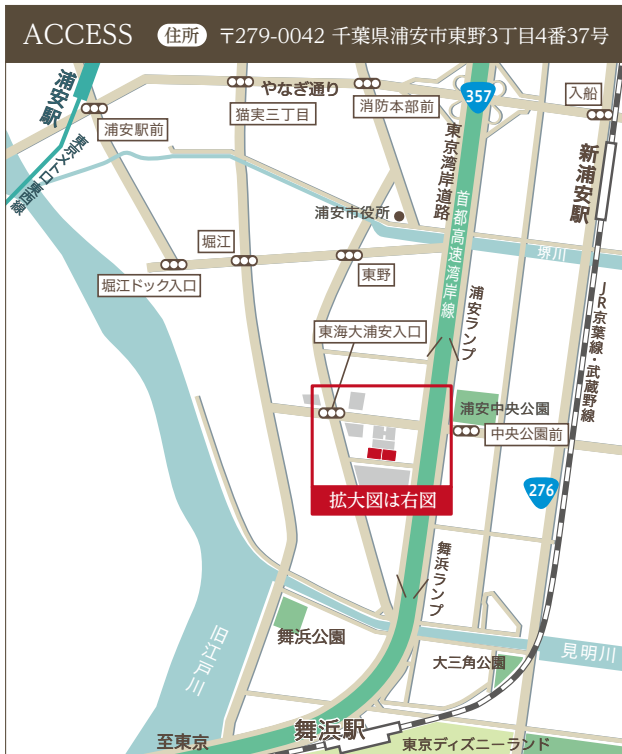 ACCESS 住所 〒279-0042 千葉県浦安市東野3丁目4番37号
浦安駅
やなぎ通り
357
入船
猫実三丁目
消防本部前
浦安駅前
東京メトロ東西線
東京湾岸道路
新浦安駅
浦安市役所
首都高速湾岸線
堀江
東野
堺川
堀江ドック入口
浦安ランプ
JR京葉線・武蔵野線
東海大浦安入口
浦安中央公園
中央公園前
拡大図は右図
276
舞浜ランプ
旧江戸川
舞浜公園
見明川
大三角公園
舞浜駅
至東京
東京ディズニーランド